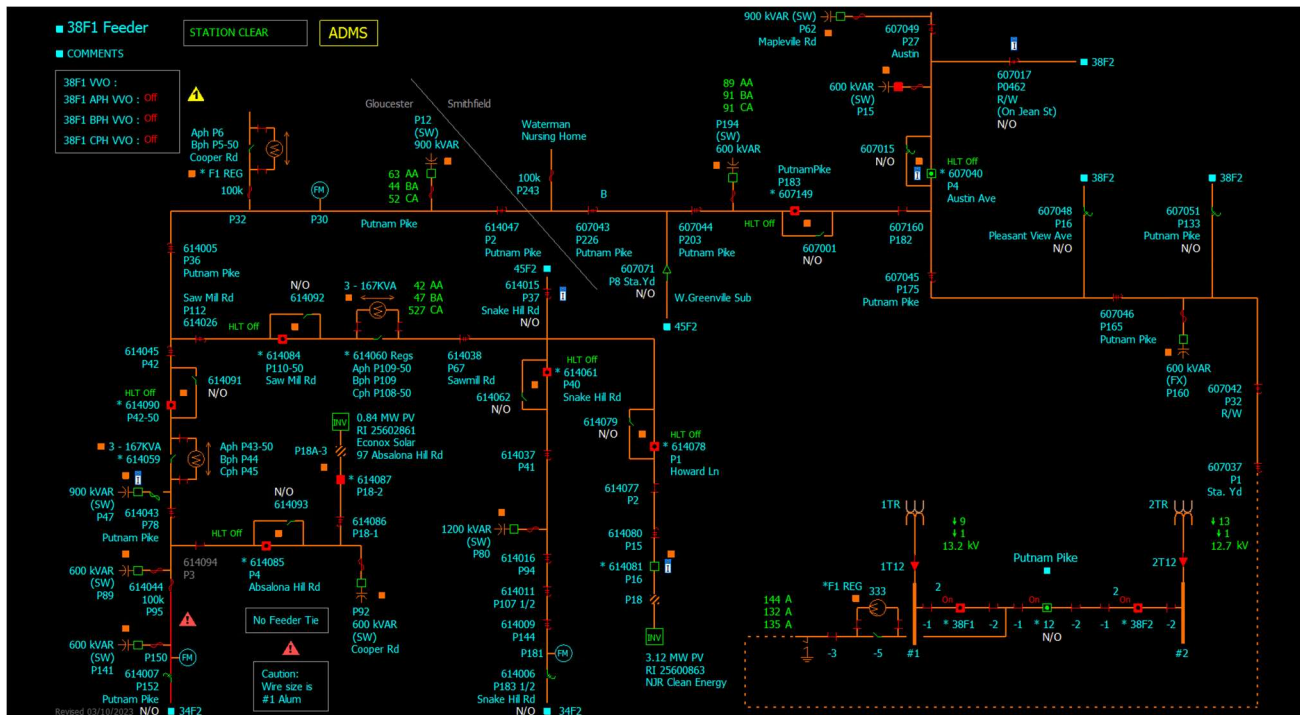 38F1 Feeder
COMMENTS
STATION CLEAR
ADMS
38F1 VVO :
38F1 APH VVO : Off
38F1 BPH VVO : Off
38F1 CPH VVO : Off
1
Aph P6
Bph P5-50
Cooper Rd
* F1 REG
100k
P32
FM
P30
Putnam Pike
Gloucester
Smithfield
P12
(SW)
900 kVAR
63 AA
44 BA
52 CA
614047
P2
Putnam Pike
Waterman
Nursing Home
100k
P243
B
607043
P226
Putnam Pike
607044
P203
Putnam Pike
89 AA
91 BA
91 CA
P194
(SW)
600 kVAR
PutnamPike
P183
* 607149
HLT Off
607001
N/O
607160
P182
900 kVAR (SW)
P62
Mapleville Rd
607049
P27
Austin
600 kVAR
(SW)
P15
I
607017
P0462
R/W
(On Jean St)
N/O
38F2
607015
N/O
I
HLT Off
* 607040
P4
Austin Ave
38F2
607048
P16
Pleasant View Ave
N/O
38F2
607051
P133
Putnam Pike
N/O
607045
P175
Putnam Pike
607046
P165
Putnam Pike
600 kVAR
(FX)
P160
607042
P32
R/W
607037
P1
Sta. Yd
614005
P36
Putnam Pike
Saw Mill Rd
P112
614026
N/O
614092
HLT Off
* 614084
P110-50
Saw Mill Rd
3 - 167KVA
42 AA
47 BA
527 CA
* 614060 Regs
Aph P109-50
Bph P109
Cph P108-50
614038
P67
Sawmill Rd
45F2
614015
P37
Snake Hill Rd
N/O
I
607071
P8 Sta.Yd
N/O
W.Greenville Sub
45F2
614045
P42
614091
N/O
HLT Off
* 614090
P42-50
3 - 167KVA
* 614059
Aph P43-50
Bph P44
Cph P45
I
900 kVAR
(SW)
P47
614043
P78
Putnam Pike
INV
0.84 MW PV
RI 25602861
Econox Solar
97 Absalona Hill Rd
P18A-3
* 614087
P18-2
614086
P18-1
N/O
614093
HLT Off
614094
P3
* 614085
P4
Absalona Hill Rd
P92
600 kVAR
(SW)
Cooper Rd
600 kVAR
(SW)
P89
614044
100k
P95
600 kVAR
(SW)
P141
P150
FM
614007
P152
Putnam Pike
N/O
34F2
Revised 03/10/2023
No Feeder Tie
Caution:
Wire size is
#1 Alum
HLT Off
* 614061
P40
Snake Hill Rd
614062
N/O
614037
P41
1200 kVAR
(SW)
P80
614016
P94
614011
P107 1/2
614009
P144
P181
FM
614006
P183 1/2
Snake Hill Rd
N/O
34F2
614079
N/O
HLT Off
* 614078
P1
Howard Ln
614077
P2
614080
P15
* 614081
P16
I
P18
INV
3.12 MW PV
RI 25600863
NJR Clean Energy
1TR
9
1
13.2 kV
1T12
2TR
13
1
12.7 kV
2T12
Putnam Pike
144 A
132 A
135 A
*F1 REG
333
-3
-5
#1
2
On
-1
* 38F1
-2
-1
* 12
N/O
-2
2
On
-1
* 38F2
-2
#2